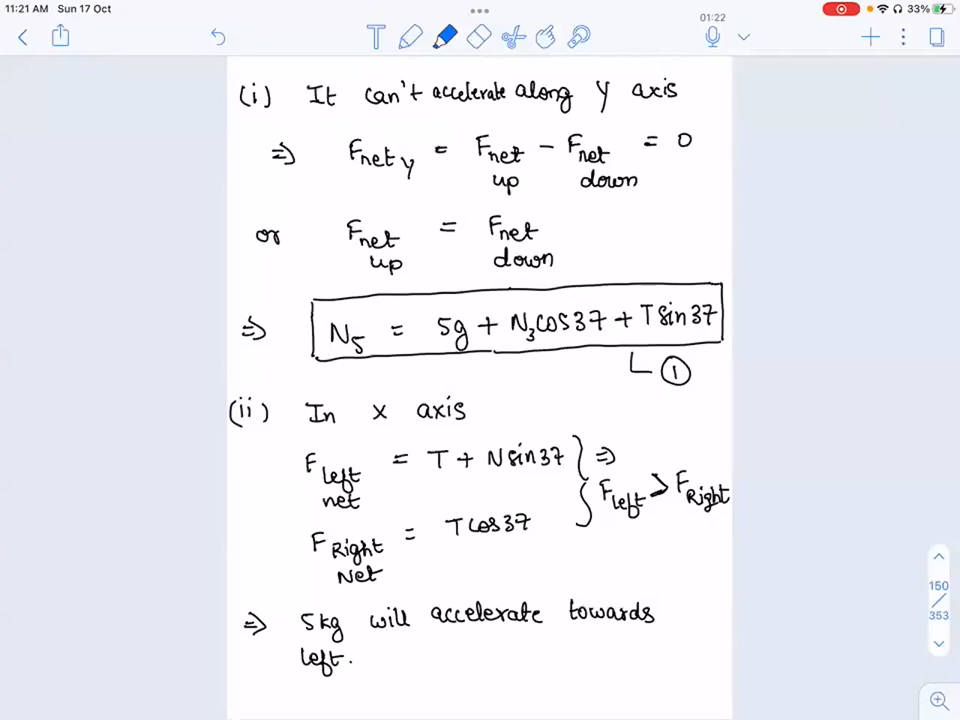 11:21 AM Sun 17 Oct
33%
01:22
(i) It can't accelerate along y axis
⇒ Fnet y = Fnet up - Fnet down = 0
or Fnet up = Fnet down
⇒ N5 = 5g + N3cos37 + Tsin37
(1)
(ii) In x axis
Fleft net = T + Nsin37 ⇒
Fleft > FRight
FRight Net = Tcos37
⇒ 5kg will accelerate towards
left.
150
353